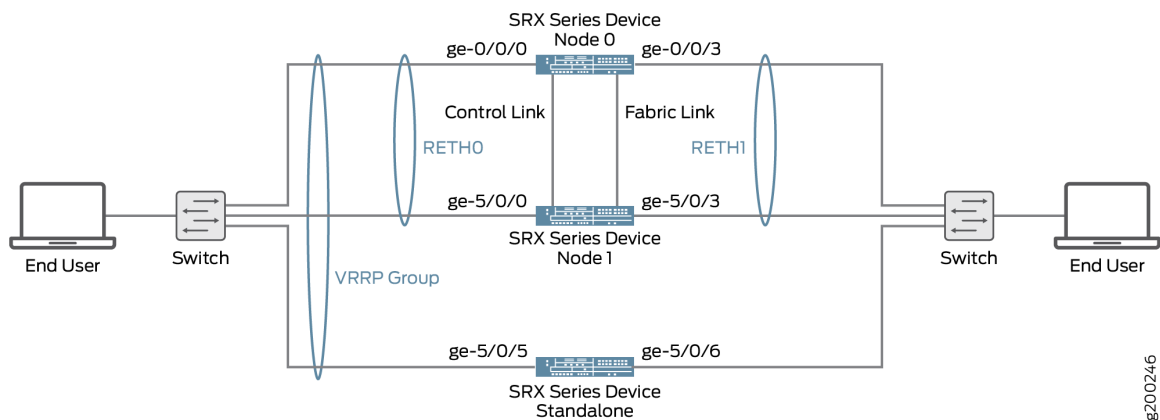 SRX Series Device
Node 0
ge-0/0/0
ge-0/0/3
Control Link
Fabric Link
RETH0
RETH1
ge-5/0/0
ge-5/0/3
SRX Series Device
Node 1
End User
Switch
Switch
End User
VRRP Group
ge-5/0/5
ge-5/0/6
SRX Series Device
Standalone
g200246